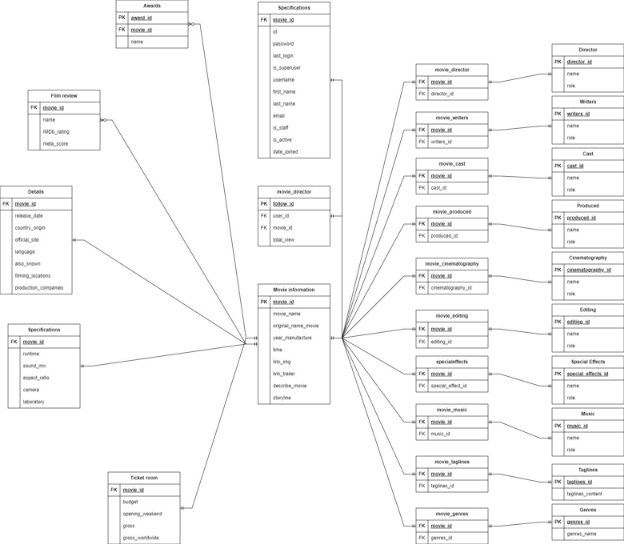 Awards
PK award_id
PK movie_id
name
Film review
FK movie_id
name
IMDb_rating
meta_score
Details
FK movie_id
release_date
country_origin
official_site
language
also_known
filming_locations
production_companies
Specifications
FK movie_id
runtime
sound_mix
aspect_ratio
camera
laboratory
Ticket room
FK movie_id
budget
opening_weekend
gross
gross_worldwide
Specifications
PK movie_id
id
password
last_login
is_superuser
username
first_name
last_name
email
is_staff
is_active
date_joined
movie_director
PK follow_id
FK user_id
FK movie_id
total_view
Movie information
PK movie_id
movie_name
original_name_movie
year_manufacture
time
link_img
link_trailer
describe_movie
storyline
movie_director
FK movie_id
FK director_id
movie_writers
FK movie_id
FK writers_id
movie_cast
FK movie_id
FK cast_id
movie_produced
FK movie_id
FK produced_id
movie_cinematography
FK movie_id
FK cinematography_id
movie_editing
FK movie_id
FK editing_id
specialeffects
FK movie_id
FK special_effect_id
movie_music
FK movie_id
FK music_id
movie_taglines
FK movie_id
FK taglines_id
movie_genres
FK movie_id
FK genres_id
Director
PK director_id
name
role
Writers
PK writers_id
name
role
Cast
PK cast_id
name
role
Produced
PK produced_id
name
role
Cinematography
PK cinematography_id
name
role
Editing
PK editing_id
name
role
Special Effects
PK special_effects_id
name
role
Music
PK music_id
name
role
Taglines
PK taglines_id
taglines_content
Genres
PK genres_id
genres_name